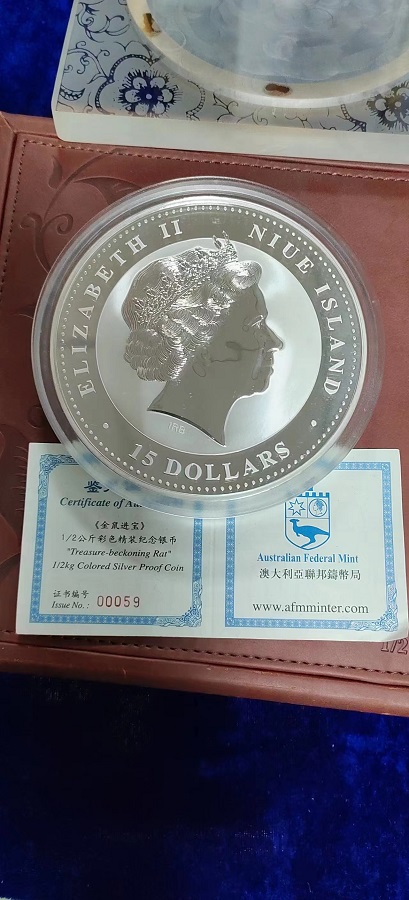 ELIZABETH II NIUE ISLAND
15 DOLLARS
IRB
Certificate of
《金鼠进宝》
1/2公斤彩色精装纪念银币
"Treasure-beckoning Rat"
1/2kg Colored Silver Proof Coin
证书编号
Issue No.: 00059
Australian Federal Mint
澳大利亞聯邦鑄幣局
www.afmminter.com
1/2